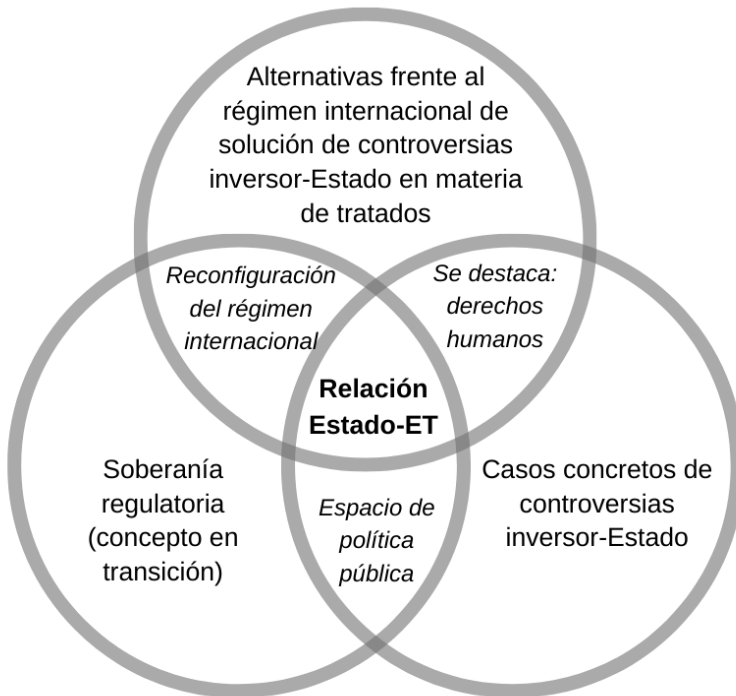 Alternativas frente al
régimen internacional de
solución de controversias
inversor-Estado en materia
de tratados
Reconfiguración
del régimen
internacional
Se destaca:
derechos
humanos
Relación
Estado-ET
Soberanía
regulatoria
(concepto en
transición)
Espacio de
política
pública
Casos concretos de
controversias
inversor-Estado